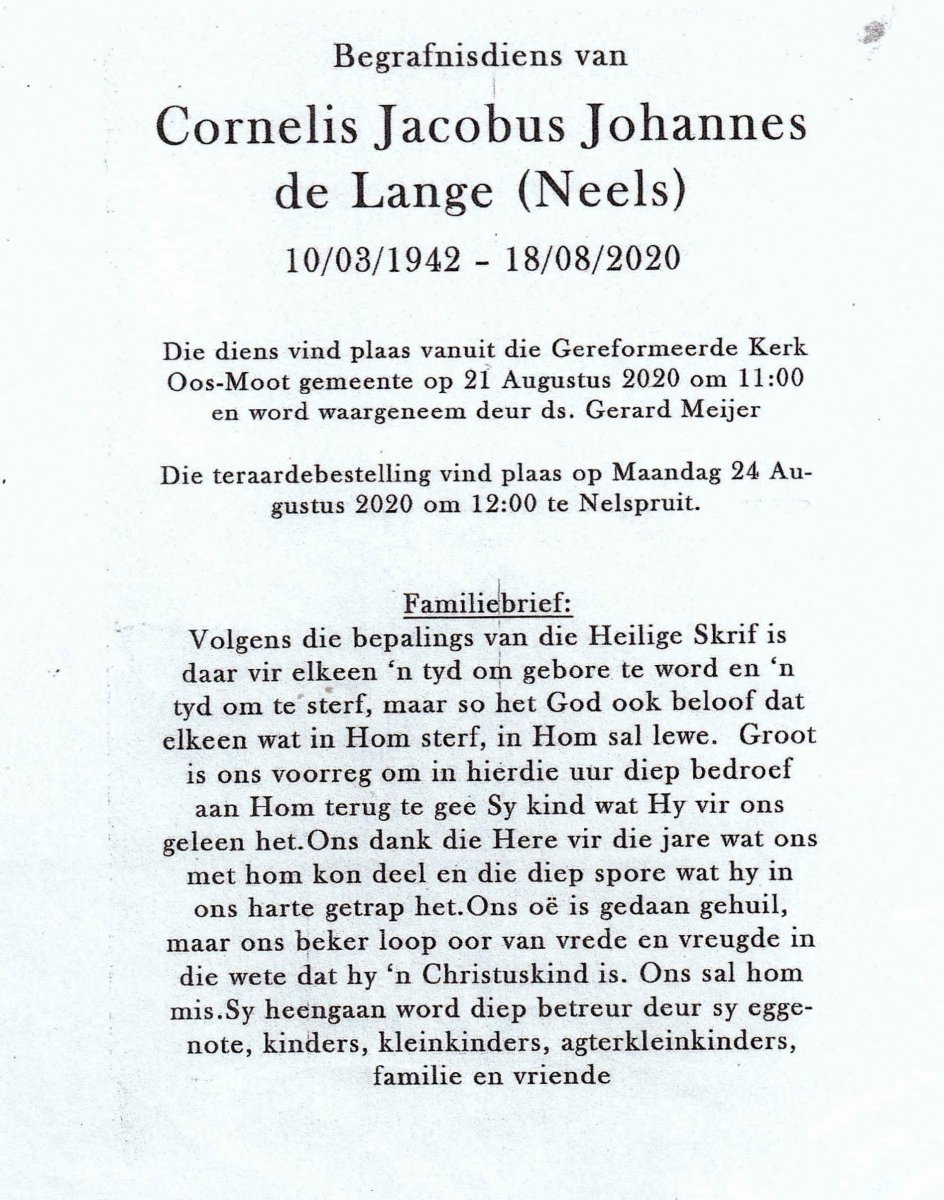 Begrafnisdiens van
Cornelis Jacobus Johannes
de Lange (Neels)
10/03/1942 - 18/08/2020
Die diens vind plaas vanuit die Gereformeerde Kerk
Oos-Moot gemeente op 21 Augustus 2020 om 11:00
en word waargeneem deur ds. Gerard Meijer
Die teraardebestelling vind plaas op Maandag 24 Au-
gustus 2020 om 12:00 te Nelspruit.
Familiebrief:
Volgens die bepalings van die Heilige Skrif is
daar vir elkeen ‘n tyd om gebore te word en ‘n
tyd om te sterf, maar so het God ook beloof dat
elkeen wat in Hom sterf, in Hom sal lewe.  Groot
is ons voorreg om in hierdie uur diep bedroef
aan Hom terug te gee Sy kind wat Hy vir ons
geleen het.Ons dank die Here vir die jare wat ons
met hom kon deel en die diep spore wat hy in
ons harte getrap het.Ons oë is gedaan gehuil,
maar ons beker loop oor van vrede en vreugde in
die wete dat hy ‘n Christuskind is. Ons sal hom
mis.Sy heengaan word diep betreur deur sy egge-
note, kinders, kleinkinders, agterkleinkinders,
familie en vriende